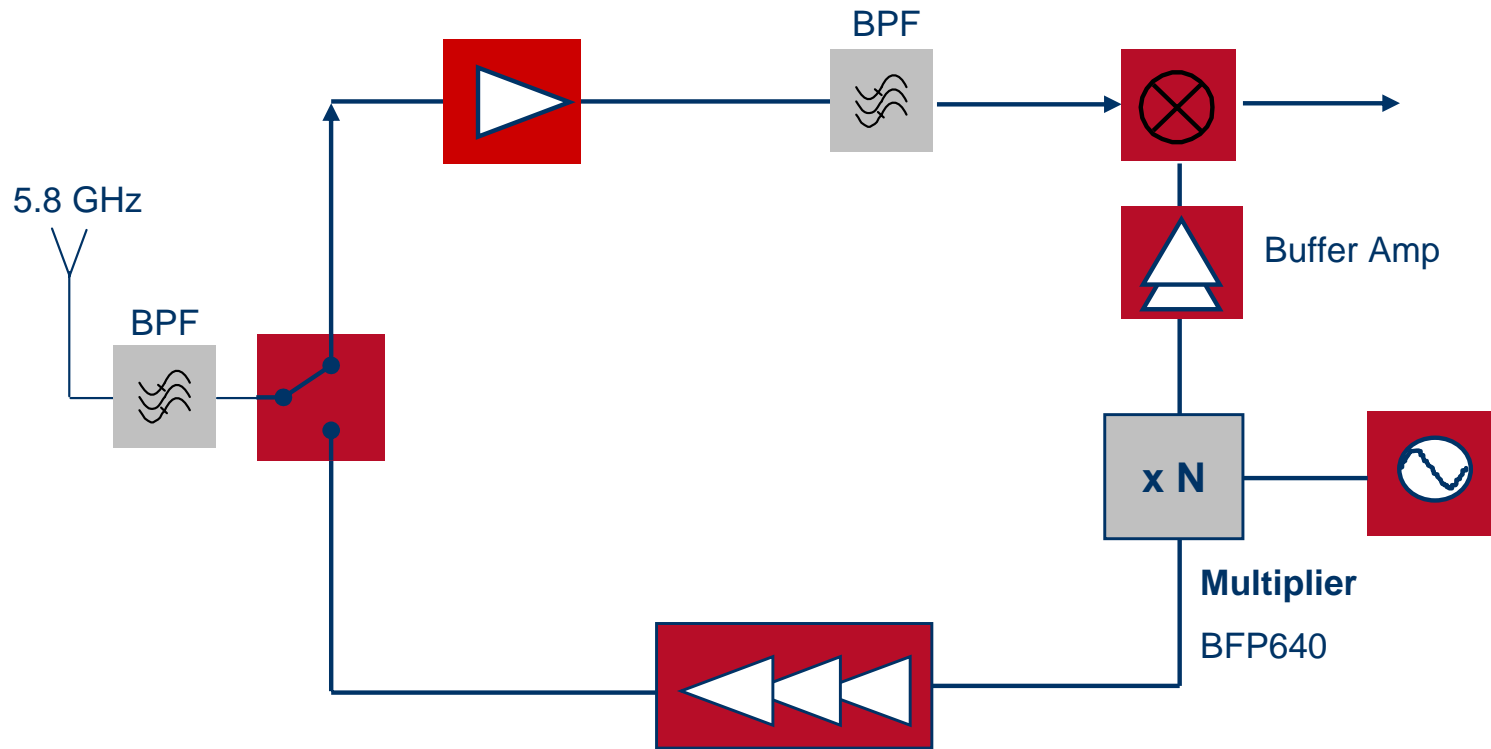 BPF
5.8 GHz
Buffer Amp
BPF
x N
Multiplier
BFP640